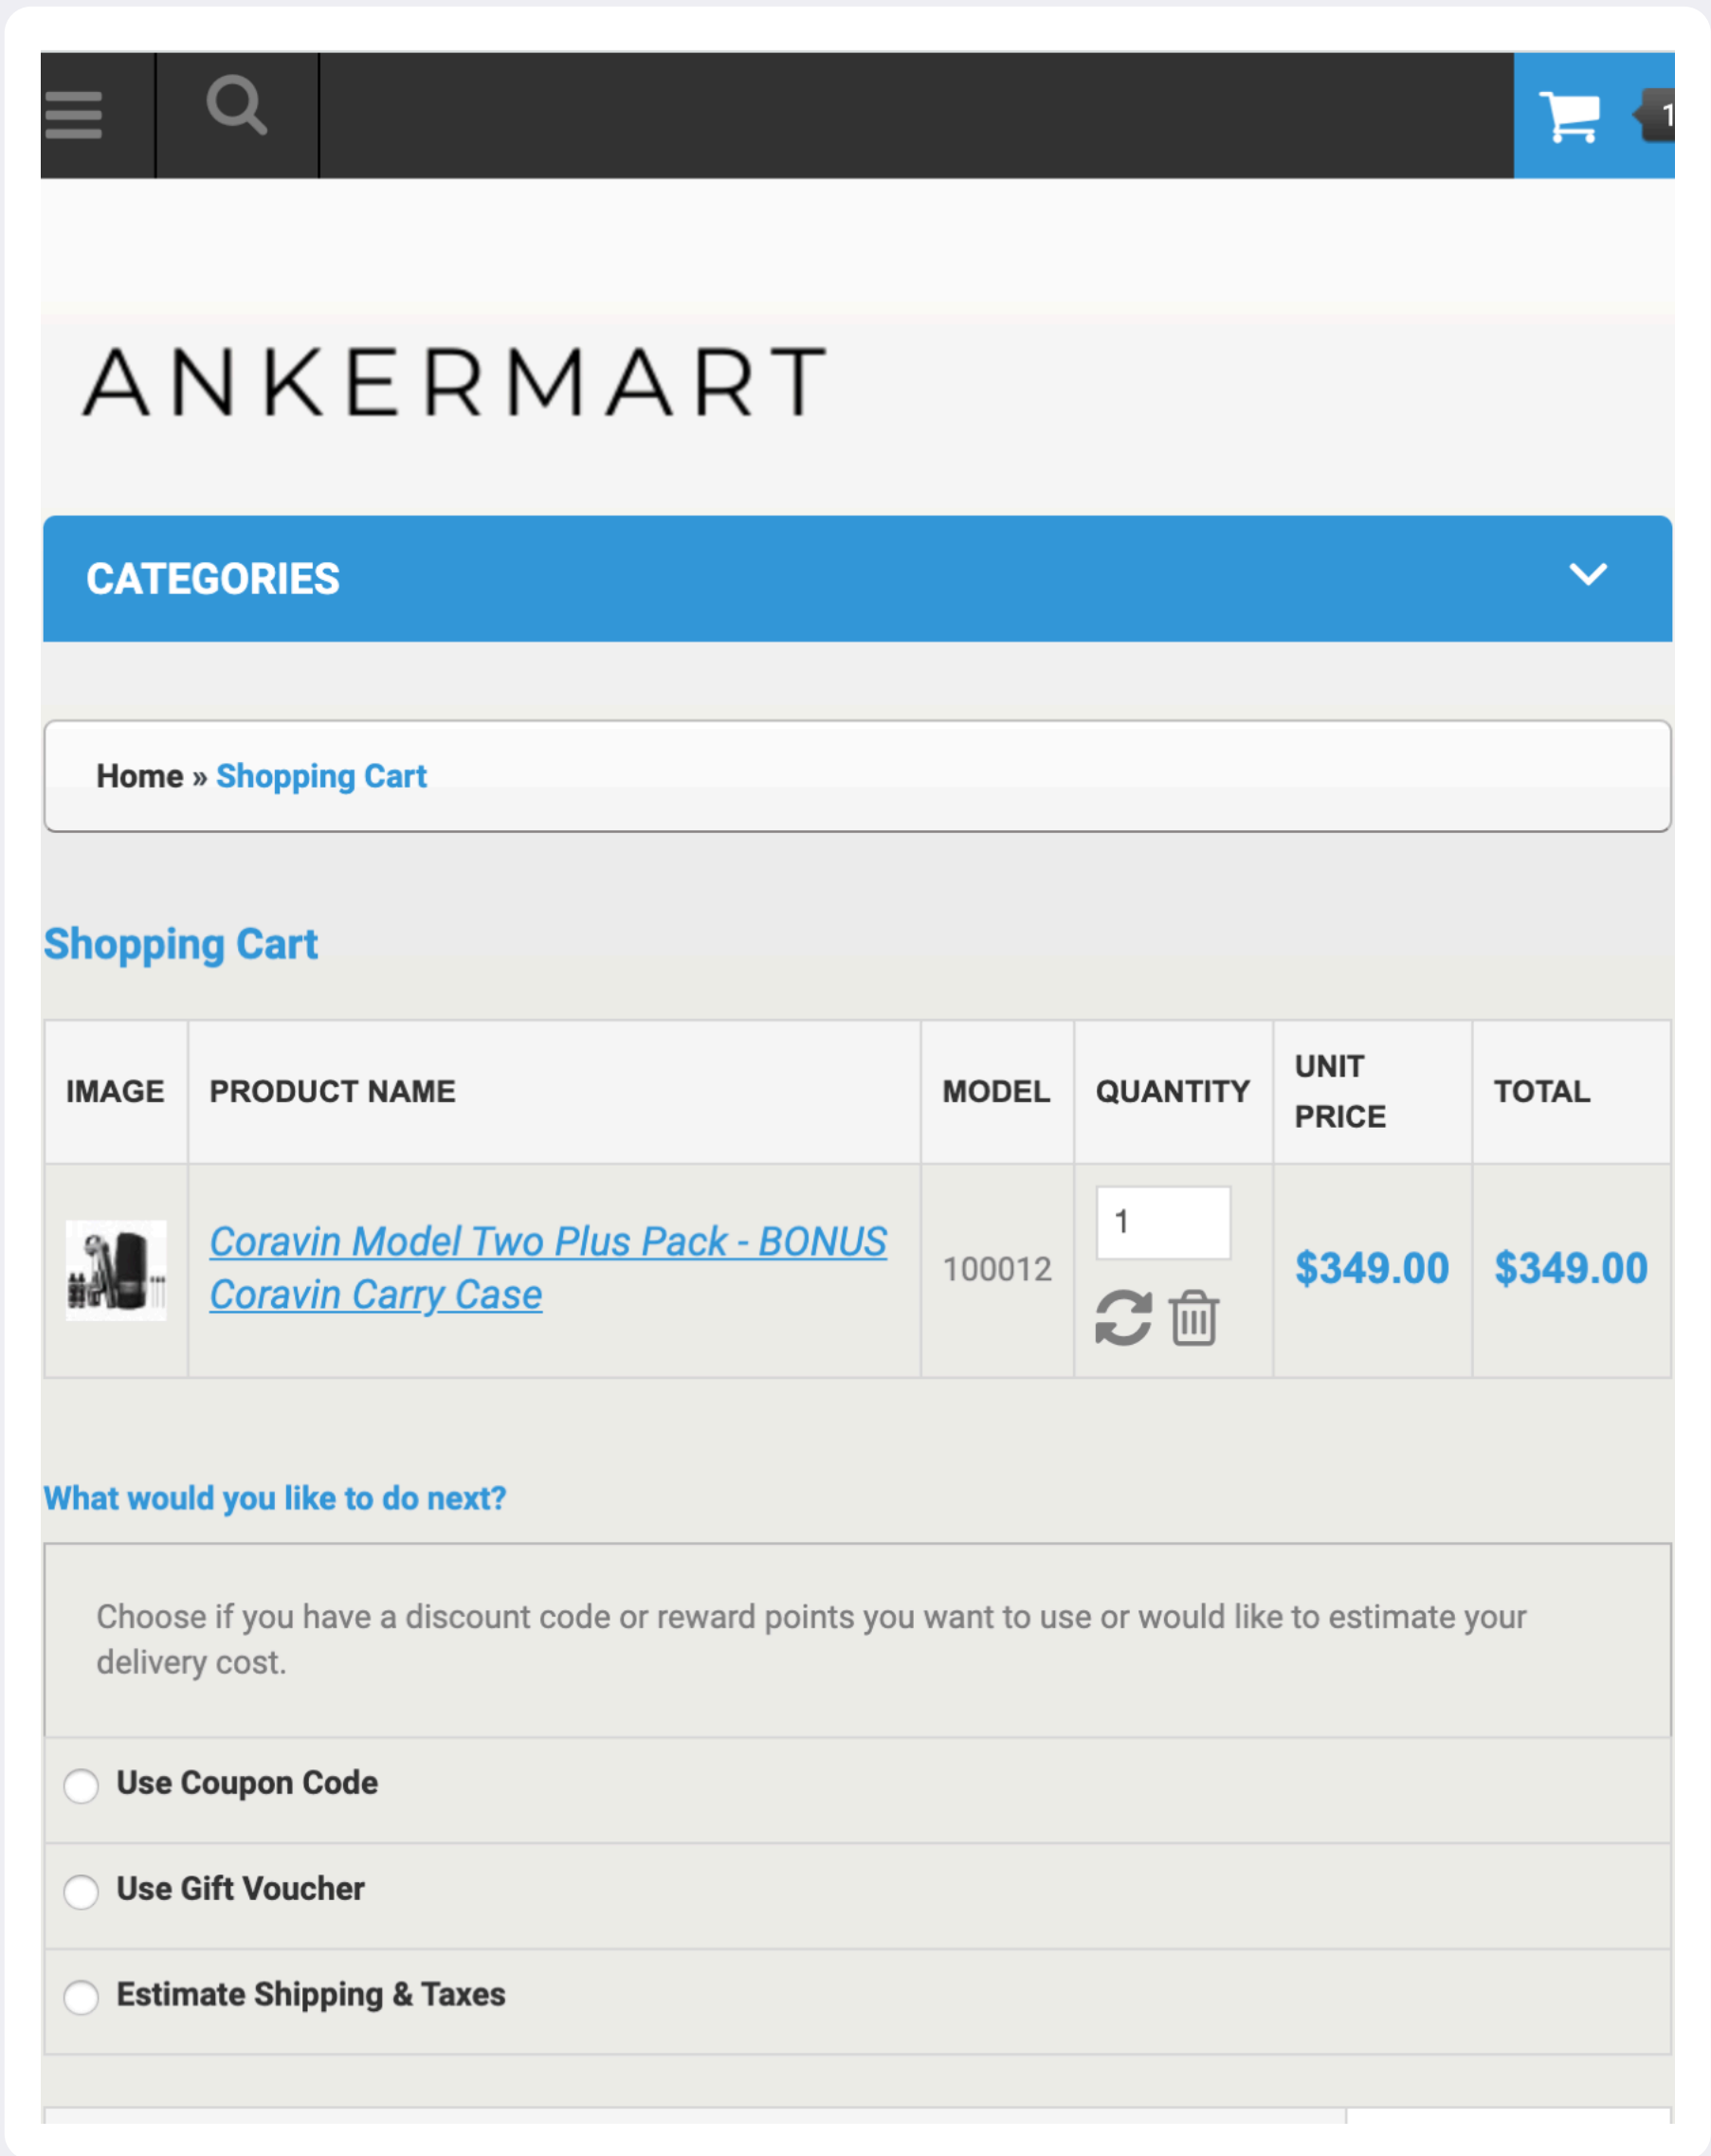 1
ANKERMART
CATEGORIES
Home » Shopping Cart
Shopping Cart
IMAGE PRODUCT NAME MODEL QUANTITY UNIT PRICE TOTAL
Coravin Model Two Plus Pack - BONUS
Coravin Carry Case
100012
1
$349.00 $349.00
What would you like to do next?
Choose if you have a discount code or reward points you want to use or would like to estimate your
delivery cost.
Use Coupon Code
Use Gift Voucher
Estimate Shipping & Taxes